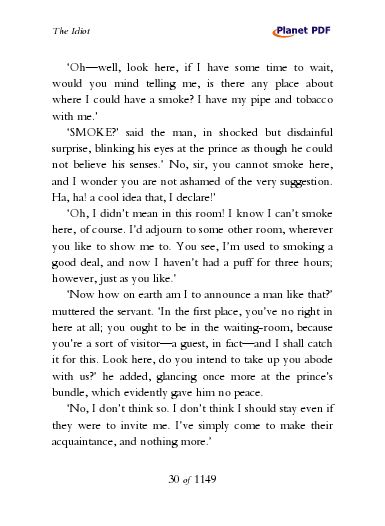 The Idiot
Planet PDF
'Oh—well, look here, if I have some time to wait,
would you mind telling me, is there any place about
where I could have a smoke? I have my pipe and tobacco
with me.'
'SMOKE?' said the man, in shocked but disdainful
surprise, blinking his eyes at the prince as though he could
not believe his senses.' No, sir, you cannot smoke here,
and I wonder you are not ashamed of the very suggestion.
Ha, ha! a cool idea that, I declare!'
'Oh, I didn't mean in this room! I know I can't smoke
here, of course. I'd adjourn to some other room, wherever
you like to show me to. You see, I'm used to smoking a
good deal, and now I haven't had a puff for three hours;
however, just as you like.'
'Now how on earth am I to announce a man like that?'
muttered the servant. 'In the first place, you've no right in
here at all; you ought to be in the waiting-room, because
you're a sort of visitor—a guest, in fact—and I shall catch
it for this. Look here, do you intend to take up you abode
with us?' he added, glancing once more at the prince's
bundle, which evidently gave him no peace.
'No, I don't think so. I don't think I should stay even if
they were to invite me. I've simply come to make their
acquaintance, and nothing more.'
30 of 1149